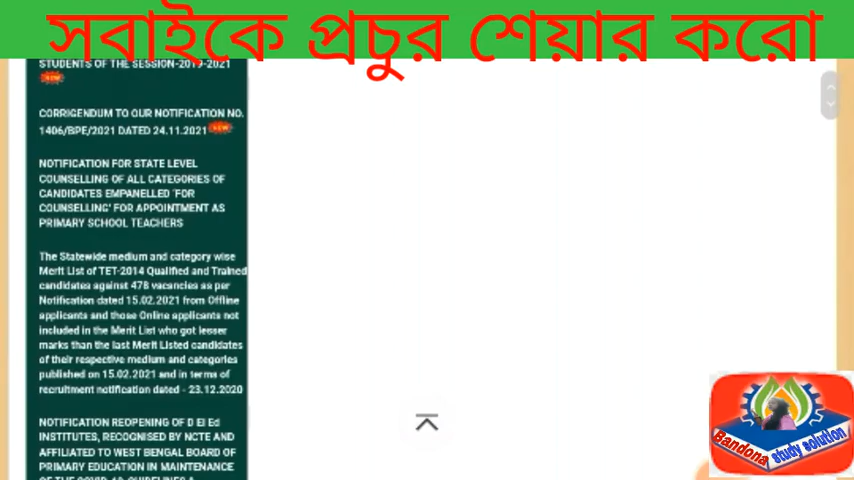 সবাইকে প্রচুর শেয়ার করো
STUDENTS OF THE SESSION-2019-2021
NEW
CORRIGENDUM TO OUR NOTIFICATION NO.
1406/BPE/2021 DATED 24.11.2021 NEW
NOTIFICATION FOR STATE LEVEL
COUNSELLING OF ALL CATEGORIES OF
CANDIDATES EMPANELLED 'FOR
COUNSELLING' FOR APPOINTMENT AS
PRIMARY SCHOOL TEACHERS
The Statewide medium and category wise
Merit List of TET-2014 Qualified and Trained
candidates against 478 vacancies as per
Notification dated 15.02.2021 from Offline
applicants and those Online applicants not
included in the Merit List who got lesser
marks than the last Merit Listed candidates
of their respective medium and categories
published on 15.02.2021 and in terms of
recruitment notification dated - 23.12.2020
NOTIFICATION REOPENING OF D El Ed
INSTITUTES, RECOGNISED BY NCTE AND
AFFILIATED TO WEST BENGAL BOARD OF
PRIMARY EDUCATION IN MAINTENANCE
OF THE COVID-19 GUIDELINES &
Bandona study solution